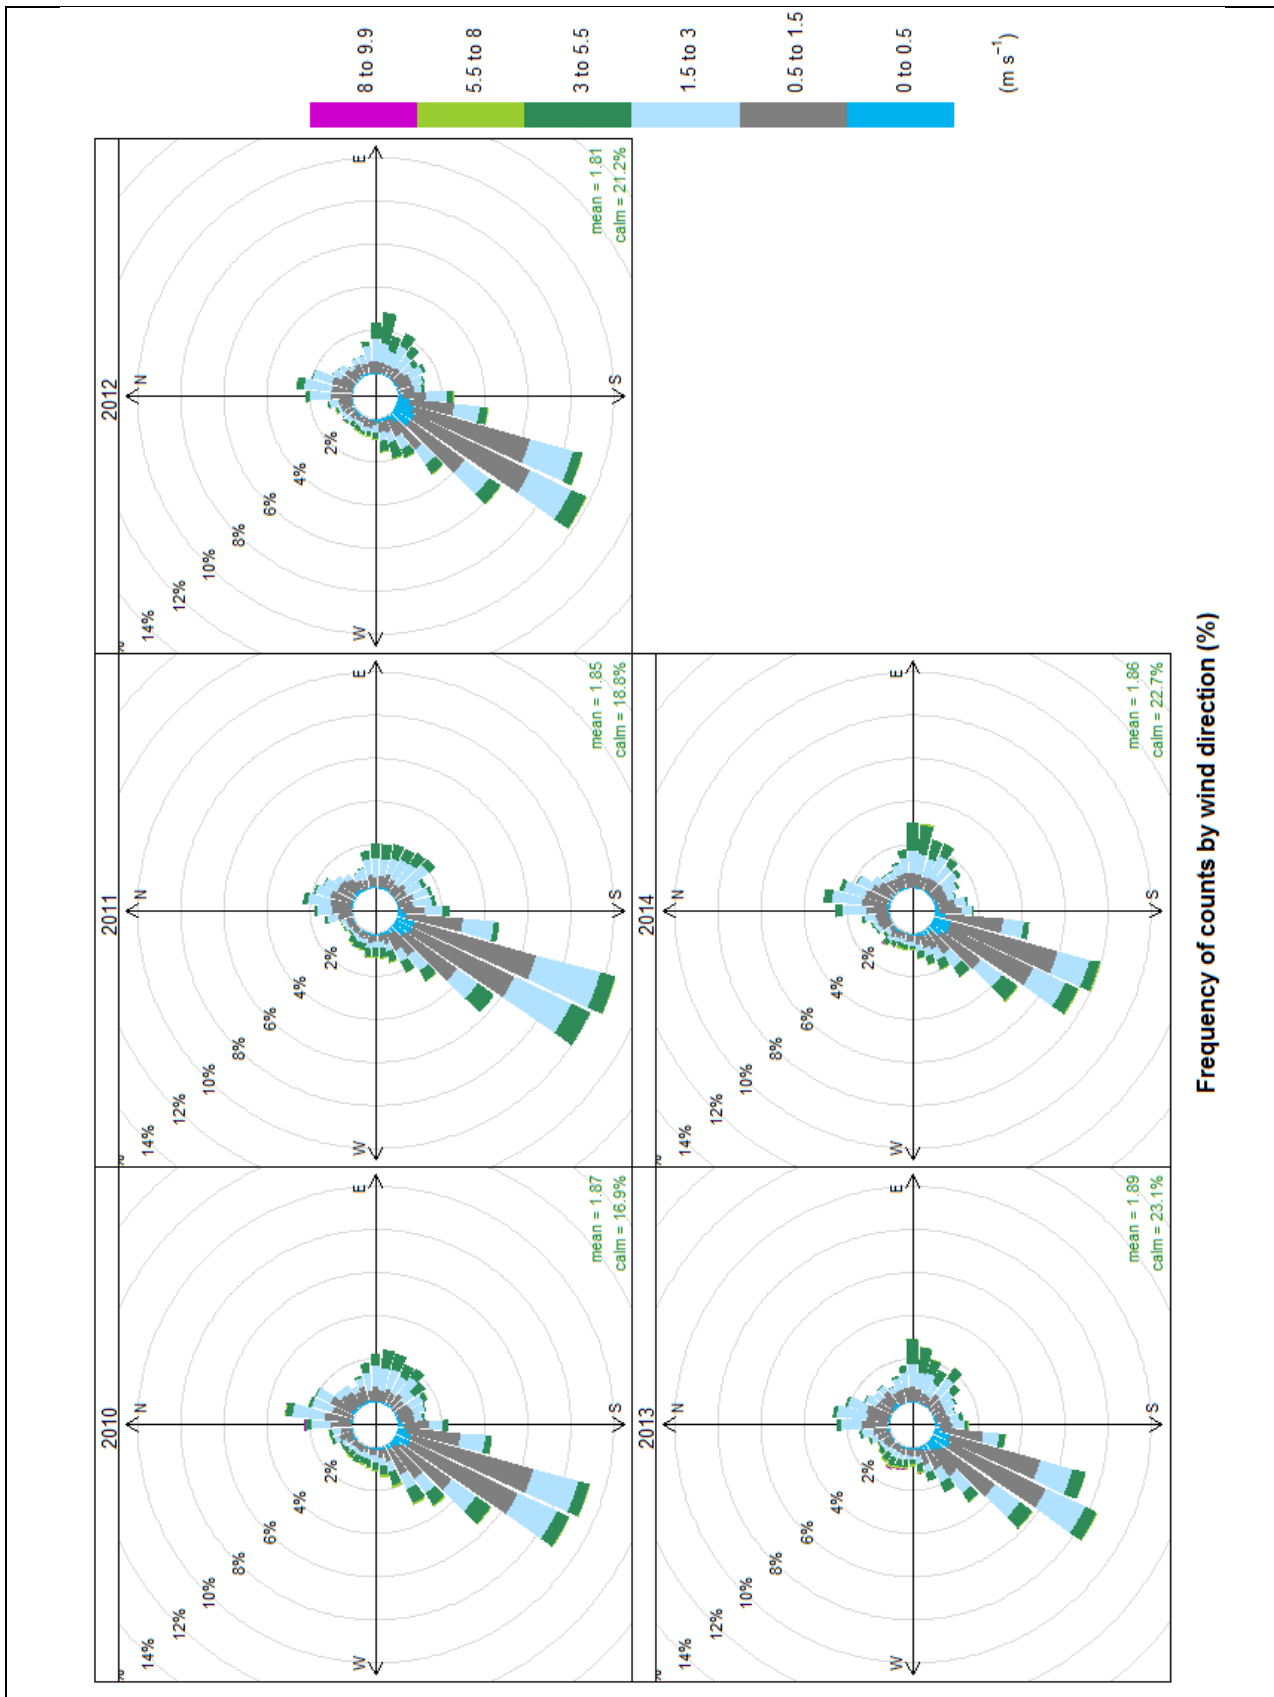 2010
N
E
S
W
2%
4%
6%
8%
10%
12%
14%
%
mean = 1.87
calm = 16.9%
2011
N
E
S
W
2%
4%
6%
8%
10%
12%
14%
%
mean = 1.85
calm = 18.8%
2012
N
E
S
W
2%
4%
6%
8%
10%
12%
14%
%
mean = 1.81
calm = 21.2%
2013
N
E
S
W
2%
4%
6%
8%
10%
12%
14%
%
mean = 1.89
calm = 23.1%
2014
N
E
S
W
2%
4%
6%
8%
10%
12%
14%
%
mean = 1.86
calm = 22.7%
8 to 9.9
5.5 to 8
3 to 5.5
1.5 to 3
0.5 to 1.5
0 to 0.5
(m s⁻¹)
Frequency of counts by wind direction (%)